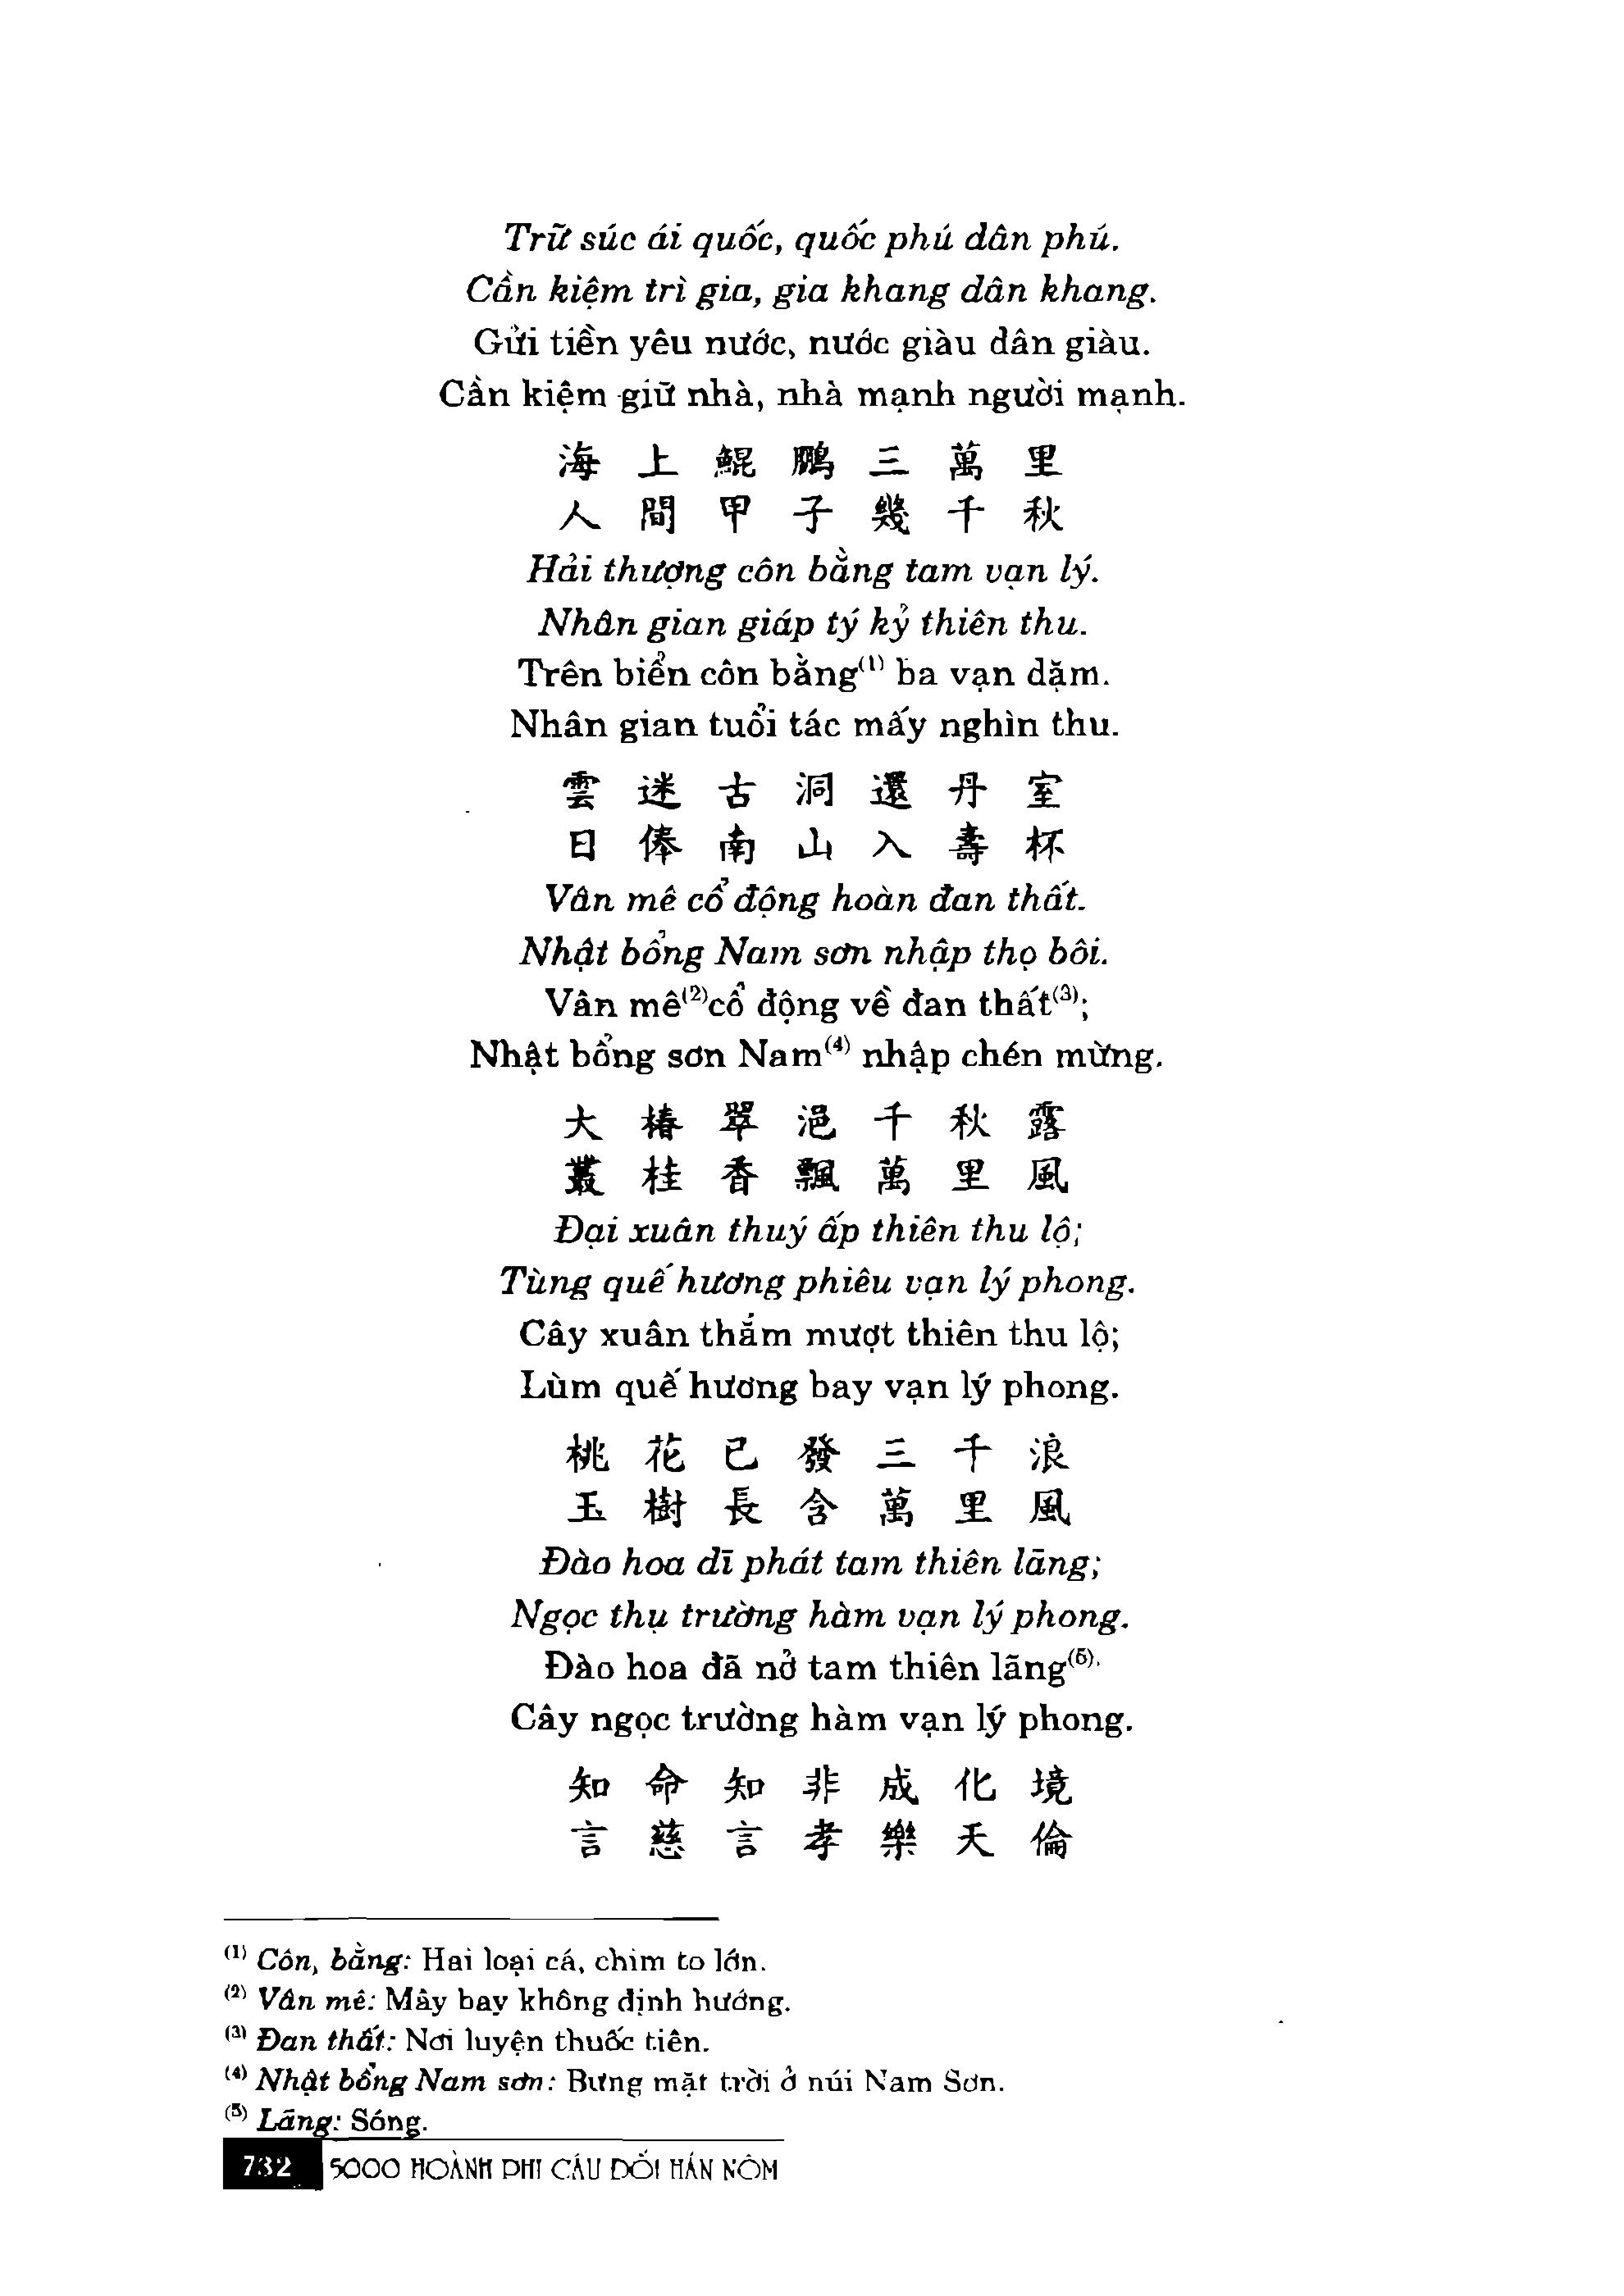 Trữ súc ái quốc, quốc phú dân phú.
Cần kiệm trì gia, gia khang dân khang.
Gửi tiền yêu nước, nước giàu dân giàu.
Cần kiệm giữ nhà, nhà mạnh người mạnh.
海上鯤鵬三萬里
人間甲子幾千秋
Hải thượng côn bằng tam vạn lý.
Nhân gian giáp tý kỷ thiên thu.
Trên biển côn bằng(1) ba vạn dặm.
Nhân gian tuổi tác mấy nghìn thu.
雲迷古洞還丹室
日俸南山入壽杯
Vân mê cổ động hoàn đan thất.
Nhật bổng Nam sơn nhập thọ bôi.
Vân mê(2)cổ động về đan thất(3);
Nhật bổng sơn Nam(4) nhập chén mừng.
大椿翠浥千秋露
叢桂香飄萬里風
Đại xuân thuý ấp thiên thu lộ;
Tùng quế hương phiêu vạn lý phong.
Cây xuân thắm mượt thiên thu lộ;
Lùm quế hương bay vạn lý phong.
桃花已發三千浪
玉樹長含萬里風
Đào hoa dĩ phát tam thiên lãng;
Ngọc thụ trường hàm vạn lý phong.
Đào hoa đã nở tam thiên lãng(5).
Cây ngọc trường hàm vạn lý phong.
知命知非成化境
言慈言孝樂天倫
(1) Côn, bằng: Hai loại cá, chim to lớn.
(2) Vân mê: Mây bay không định hướng.
(3) Đan thất: Nơi luyện thuốc tiên.
(4) Nhật bổng Nam sơn: Bưng mặt trời ở núi Nam Sơn.
(5) Lãng: Sóng.
732 5000 HOÀNH PHI CÂU ĐỐI HÁN NÔM